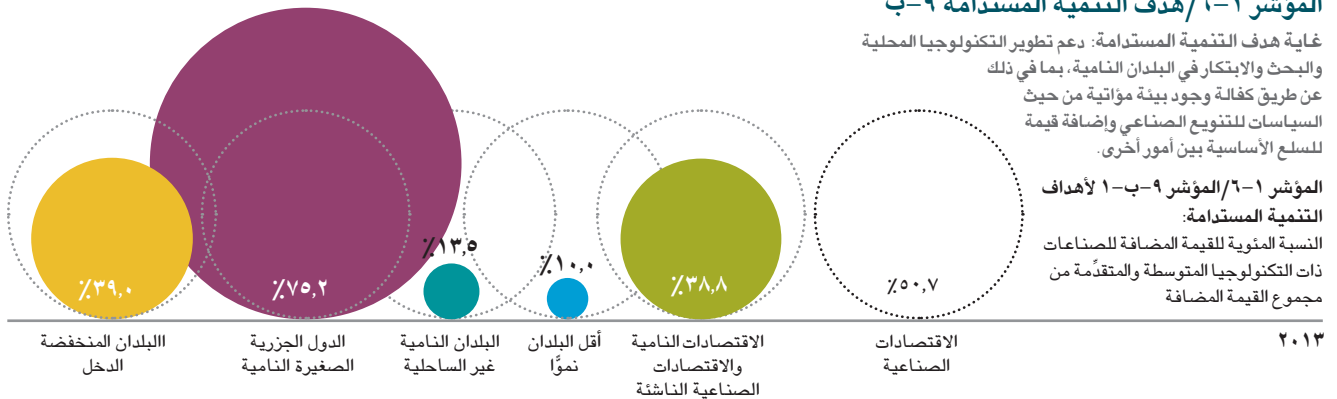 المؤشر ١-٦/هدف التنمية المستدامة ٩-ب
غاية هدف التنمية المستدامة: دعم تطوير التكنولوجيا المحلية
والبحث والابتكار في البلدان النامية، بما في ذلك
عن طريق كفالة وجود بيئة مؤاتية من حيث
السياسات للتنويع الصناعي وإضافة قيمة
للسلع الأساسية بين أمور أخرى.
المؤشر ١-٦/المؤشر ٩-ب-١ لأهداف
التنمية المستدامة:
النسبة المئوية للقيمة المضافة للصناعات
ذات التكنولوجيا المتوسطة والمتقدِّمة من
مجموع القيمة المضافة
٢٠١٣
٪٥٠,٧
الاقتصادات
الصناعية
٪٣٨,٨
الاقتصادات النامية
والاقتصادات
الصناعية الناشئة
٪١٠,٠
أقل البلدان
نموًّا
٪١٣,٥
البلدان النامية
غير الساحلية
٪٧٥,٢
الدول الجزرية
الصغيرة النامية
٪٣٩,٠
االبلدان المنخفضة
الدخل